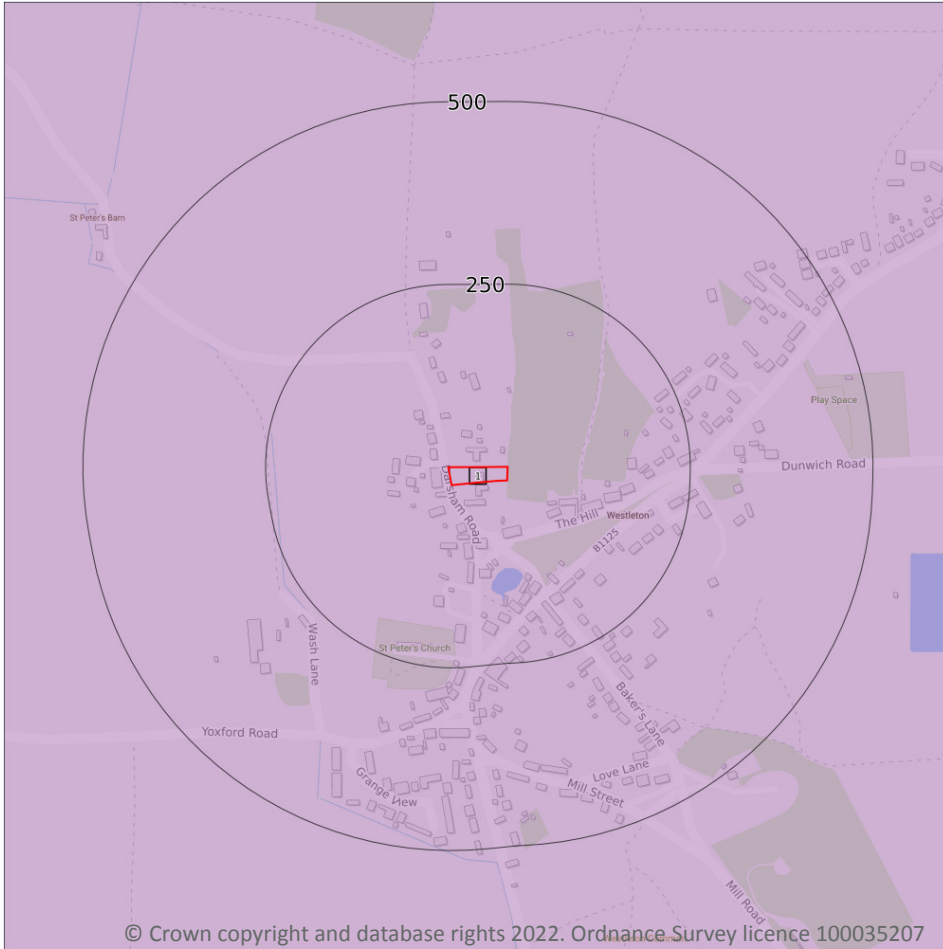 500
St Peter's Barn
250
Play Space
1
Darsham Road
Dunwich Road
The Hill
Westleton
B1125
St Peter's Church
Wash Lane
Baker's Lane
Yoxford Road
Love Lane
Grange View
Mill Street
Mill Road
© Crown copyright and database rights 2022. Ordnance Survey licence 100035207